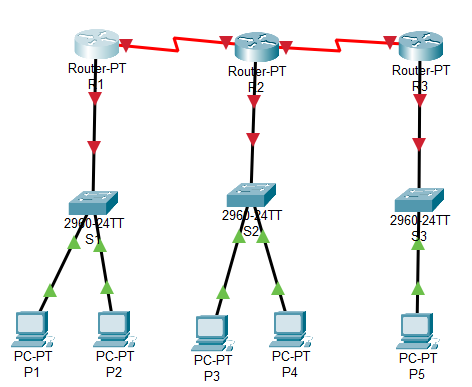 Router-PT
R1
Router-PT
R2
Router-PT
R3
2960-24TT
S1
2960-24TT
S2
2960-24TT
S3
PC-PT
P1
PC-PT
P2
PC-PT
P3
PC-PT
P4
PC-PT
P5